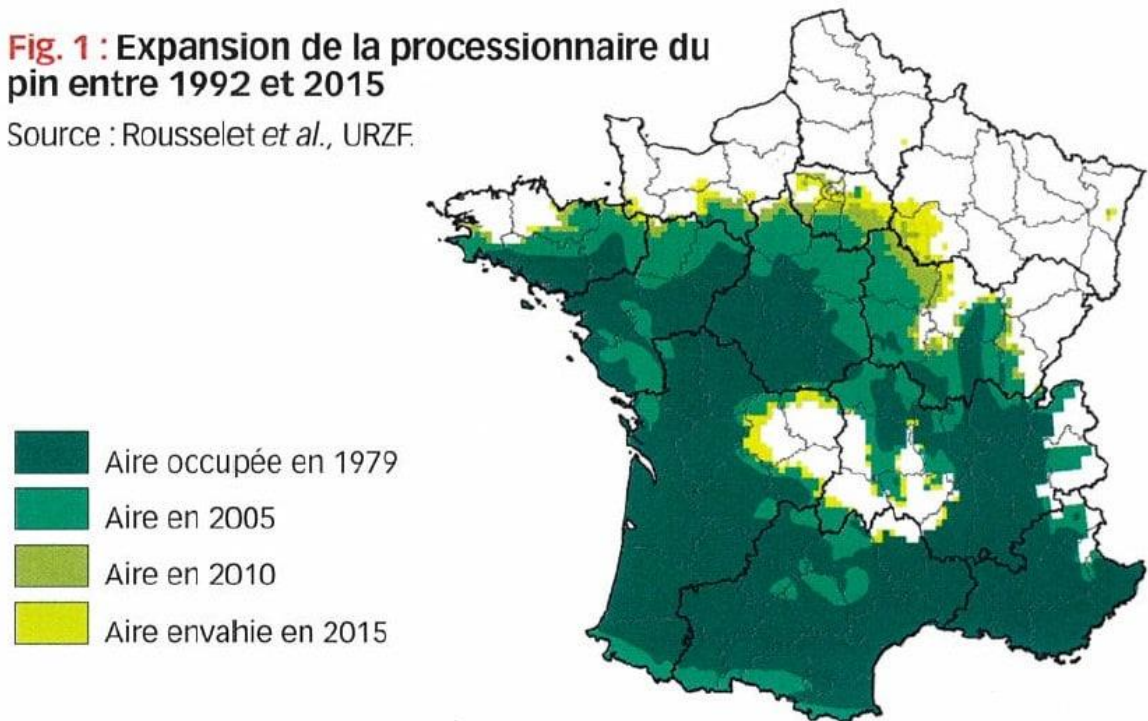 Fig. 1 : Expansion de la processionnaire du
pin entre 1992 et 2015
Source : Rousselet et al., URZF.
Aire occupée en 1979
Aire en 2005
Aire en 2010
Aire envahie en 2015